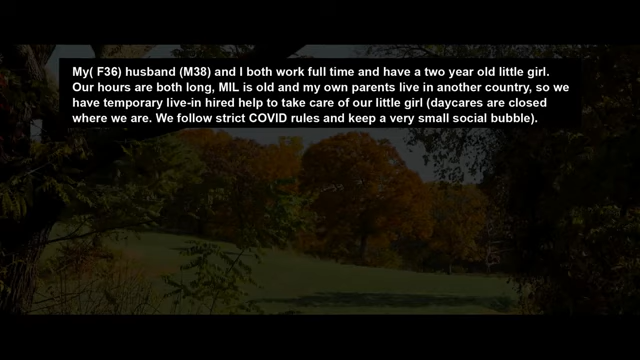 My( F36) husband (M38) and I both work full time and have a two year old little girl.
Our hours are both long, MIL is old and my own parents live in another country, so we
have temporary live-in hired help to take care of our little girl (daycares are closed
where we are. We follow strict COVID rules and keep a very small social bubble).